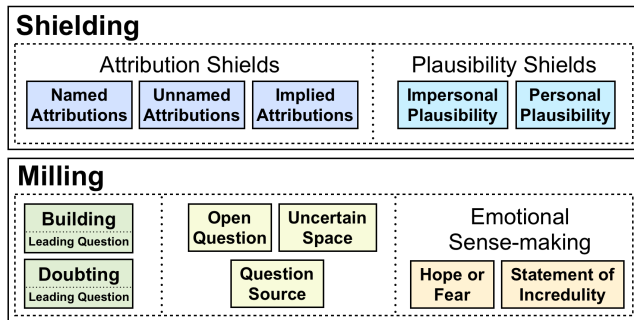 Shielding
Attribution Shields
Plausibility Shields
Named
Attributions
Unnamed
Attributions
Implied
Attributions
Impersonal
Plausibility
Personal
Plausibility
Milling
Building
Leading Question
Doubting
Leading Question
Open
Question
Uncertain
Space
Question
Source
Emotional
Sense-making
Hope or
Fear
Statement of
Incredulity